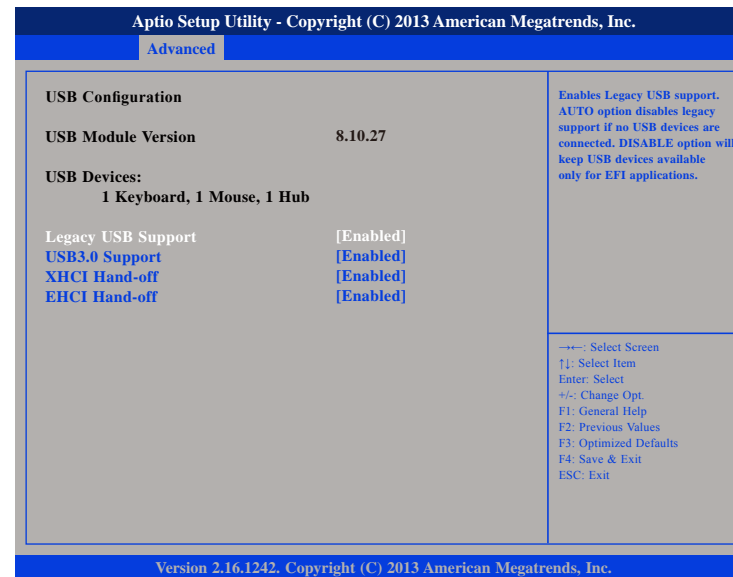 Aptio Setup Utility - Copyright (C) 2013 American Megatrends, Inc.
Advanced
USB Configuration
USB Module Version 8.10.27
USB Devices:
1 Keyboard, 1 Mouse, 1 Hub
Legacy USB Support [Enabled]
USB3.0 Support [Enabled]
XHCI Hand-off [Enabled]
EHCI Hand-off [Enabled]
Enables Legacy USB support.
AUTO option disables legacy
support if no USB devices are
connected. DISABLE option will
keep USB devices available
only for EFI applications.
→←: Select Screen
↑↓: Select Item
Enter: Select
+/-: Change Opt.
F1: General Help
F2: Previous Values
F3: Optimized Defaults
F4: Save & Exit
ESC: Exit
Version 2.16.1242. Copyright (C) 2013 American Megatrends, Inc.